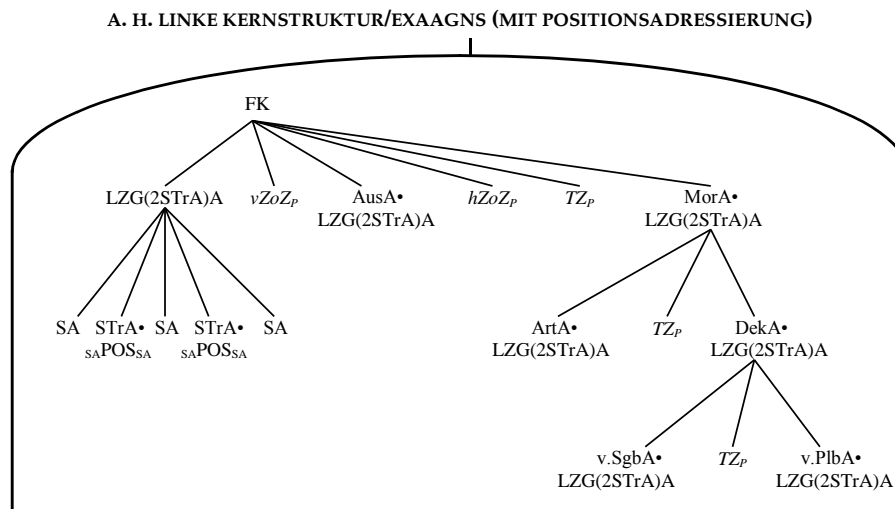 A. H. LINKE KERNSTRUKTUR/EXAAGNS (MIT POSITIONSADRESSIERUNG)
FK
LZG(2STrA)A vZoZP AusA• hZoZP TZP MorA•
LZG(2STrA)A LZG(2STrA)A
SA STrA• SA STrA• SA ArtA• TZP DekA•
SAPOSSA SAPOSSA LZG(2STrA)A LZG(2STrA)A
v.SgbA• TZP v.PlbA•
LZG(2STrA)A LZG(2STrA)A